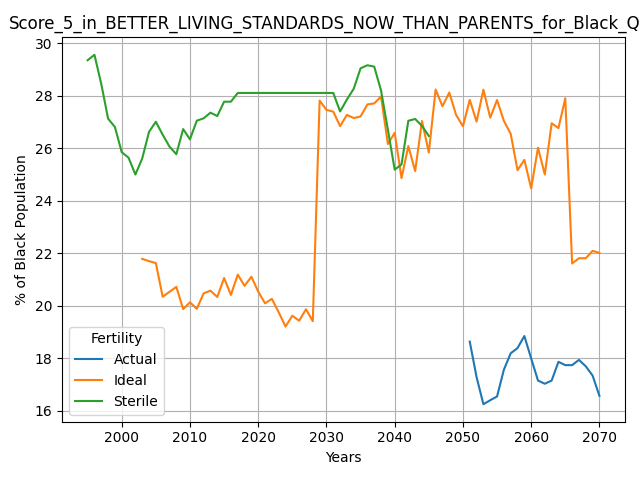 Score_5_in_BETTER_LIVING_STANDARDS_NOW_THAN_PARENTS_for_Black_Q
30
28
26
24
22
20
18
16
% of Black Population
Fertility
Actual
Ideal
Sterile
2000 2010 2020 2030 2040 2050 2060 2070
Years